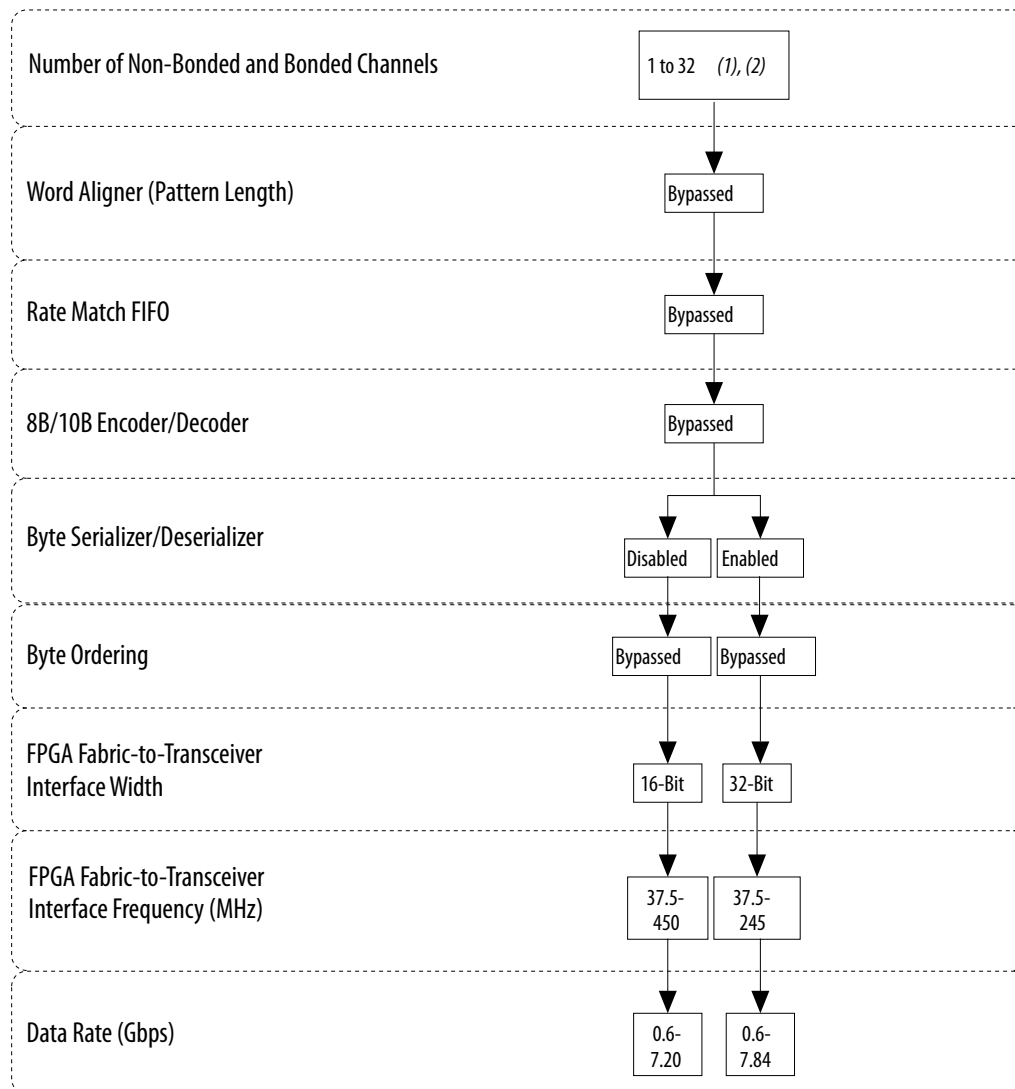 Number of Non-Bonded and Bonded Channels
1 to 32 (1), (2)
Word Aligner (Pattern Length)
Bypassed
Rate Match FIFO
Bypassed
8B/10B Encoder/Decoder
Bypassed
Byte Serializer/Deserializer
Disabled
Enabled
Byte Ordering
Bypassed
Bypassed
FPGA Fabric-to-Transceiver
Interface Width
16-Bit
32-Bit
FPGA Fabric-to-Transceiver
Interface Frequency (MHz)
37.5-
450
37.5-
245
Data Rate (Gbps)
0.6-
7.20
0.6-
7.84